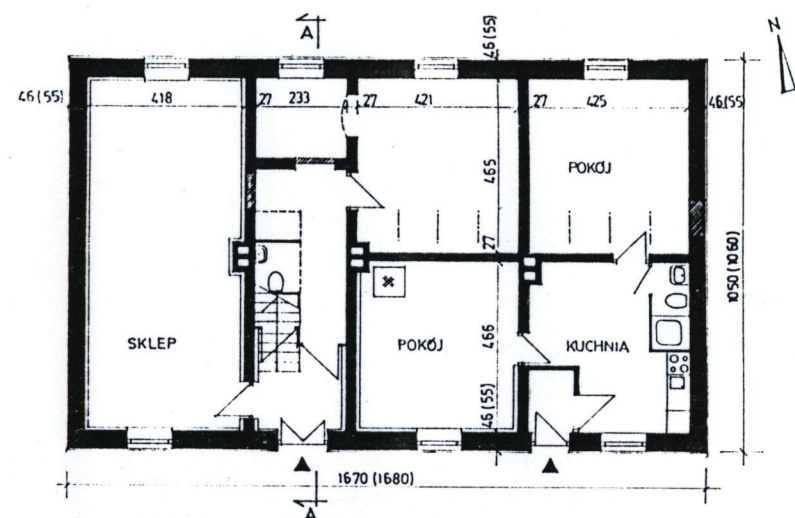 A
N
46 (55)
46 (55) 418 27 233 27 421 27 425 46 (55)
465
POKÓJ
27
1050 (1060)
SKLEP
POKÓJ
466
KUCHNIA
46 (55)
1670 (1680)
A